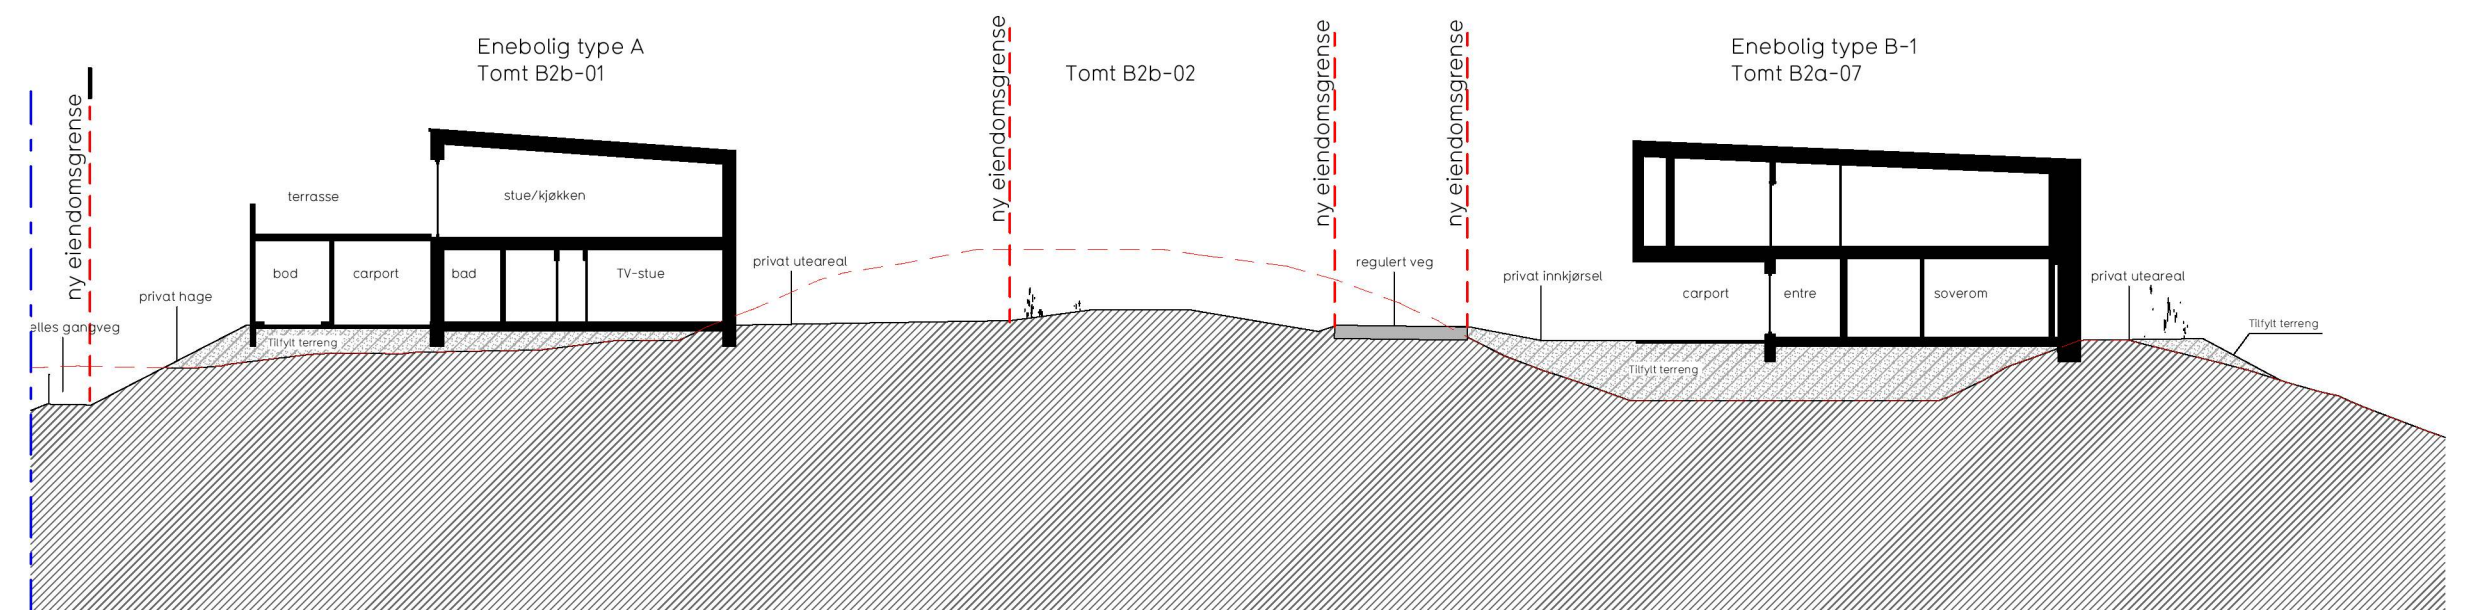 Enebolig type A
Tomt B2b-01
Tomt B2b-02
Enebolig type B-1
Tomt B2a-07
ny eiendomsgrense
ny eiendomsgrense
ny eiendomsgrense
ny eiendomsgrense
terrasse
stue/kjøkken
bod
carport
bad
TV-stue
privat uteareal
regulert veg
privat innkjørsel
carport
entre
soverom
privat uteareal
privat hage
elles gangveg
Tilfylt terreng
Tilfylt terreng
Tilfylt terreng